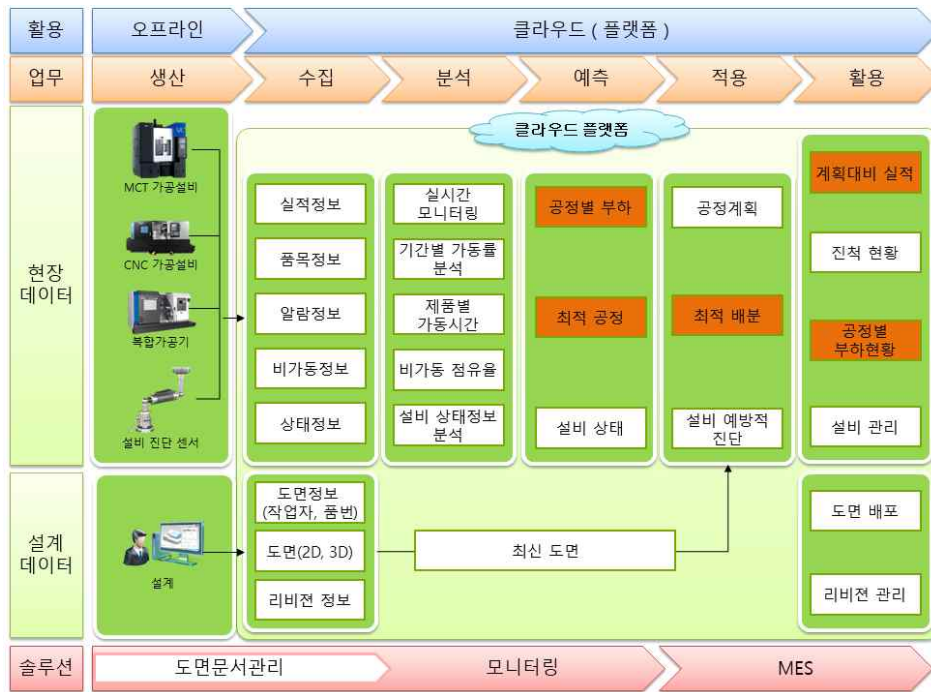 활용
오프라인
클라우드 ( 플랫폼 )
업무
생산
수집
분석
예측
적용
활용
클라우드 플랫폼
현장
데이터
MCT 가공설비
CNC 가공설비
복합가공기
설비 진단 센서
실적정보
품목정보
알람정보
비가동정보
상태정보
실시간
모니터링
기간별 가동률
분석
제품별
가동시간
비가동 점유율
설비 상태정보
분석
공정별 부하
최적 공정
설비 상태
공정계획
최적 배분
설비 예방적
진단
계획대비 실적
진척 현황
공정별
부하현황
설비 관리
설계
데이터
설계
도면정보
(작업자, 품번)
도면(2D, 3D)
리비젼 정보
최신 도면
도면 배포
리비젼 관리
솔루션
도면문서관리
모니터링
MES